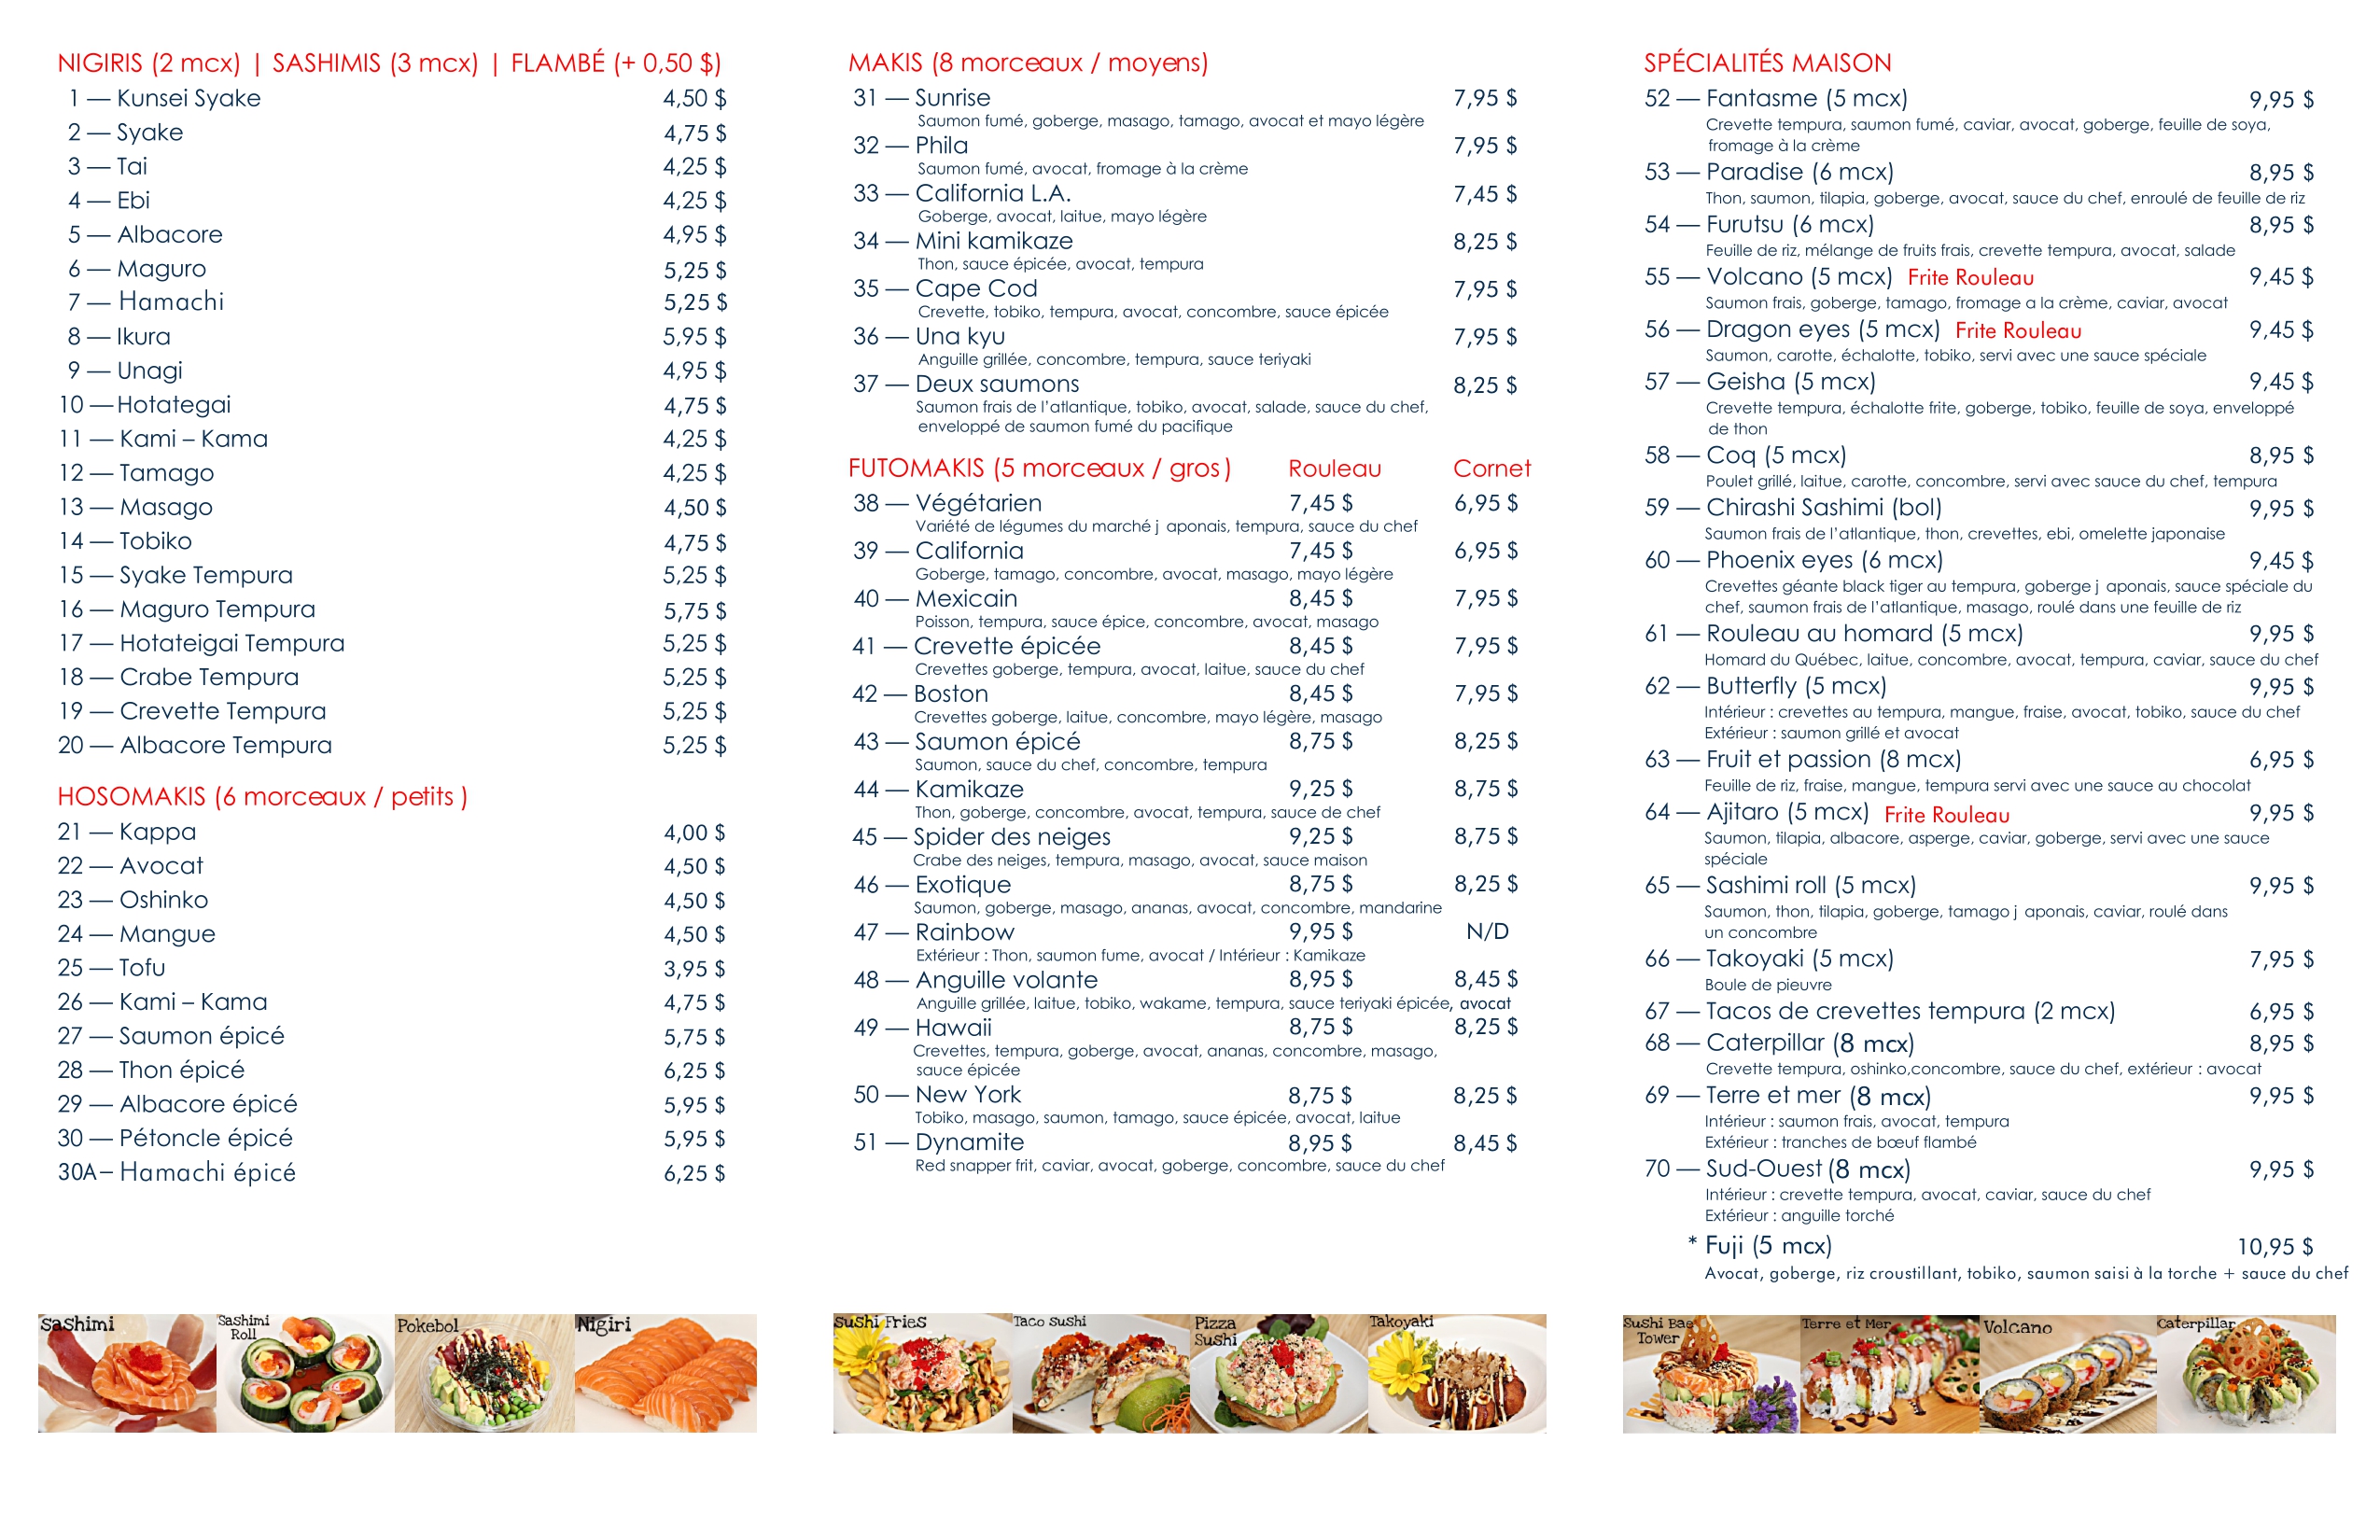 NIGIRIS (2 mcx) | SASHIMIS (3 mcx) | FLAMBÉ (+ 0,50 $)
1 — Kunsei Syake 4,50 $
2 — Syake 4,75 $
3 — Tai 4,25 $
4 — Ebi 4,25 $
5 — Albacore 4,95 $
6 — Maguro 5,25 $
7 — Hamachi 5,25 $
8 — Ikura 5,95 $
9 — Unagi 4,95 $
10 — Hotategai 4,75 $
11 — Kami – Kama 4,25 $
12 — Tamago 4,25 $
13 — Masago 4,50 $
14 — Tobiko 4,75 $
15 — Syake Tempura 5,25 $
16 — Maguro Tempura 5,75 $
17 — Hotateigai Tempura 5,25 $
18 — Crabe Tempura 5,25 $
19 — Crevette Tempura 5,25 $
20 — Albacore Tempura 5,25 $
HOSOMAKIS (6 morceaux / petits )
21 — Kappa 4,00 $
22 — Avocat 4,50 $
23 — Oshinko 4,50 $
24 — Mangue 4,50 $
25 — Tofu 3,95 $
26 — Kami – Kama 4,75 $
27 — Saumon épicé 5,75 $
28 — Thon épicé 6,25 $
29 — Albacore épicé 5,95 $
30 — Pétoncle épicé 5,95 $
30A– Hamachi épicé 6,25 $
sashimi
Sashimi
Roll
Pokebol
Nigiri
MAKIS (8 morceaux / moyens)
31 — Sunrise 7,95 $
Saumon fumé, goberge, masago, tamago, avocat et mayo légère
32 — Phila 7,95 $
Saumon fumé, avocat, fromage à la crème
33 — California L.A. 7,45 $
Goberge, avocat, laitue, mayo légère
34 — Mini kamikaze 8,25 $
Thon, sauce épicée, avocat, tempura
35 — Cape Cod 7,95 $
Crevette, tobiko, tempura, avocat, concombre, sauce épicée
36 — Una kyu 7,95 $
Anguille grillée, concombre, tempura, sauce teriyaki
37 — Deux saumons 8,25 $
Saumon frais de l'atlantique, tobiko, avocat, salade, sauce du chef,
enveloppé de saumon fumé du pacifique
FUTOMAKIS (5 morceaux / gros ) Rouleau Cornet
38 — Végétarien 7,45 $ 6,95 $
Variété de légumes du marché j aponais, tempura, sauce du chef
39 — California 7,45 $ 6,95 $
Goberge, tamago, concombre, avocat, masago, mayo légère
40 — Mexicain 8,45 $ 7,95 $
Poisson, tempura, sauce épice, concombre, avocat, masago
41 — Crevette épicée 8,45 $ 7,95 $
Crevettes goberge, tempura, avocat, laitue, sauce du chef
42 — Boston 8,45 $ 7,95 $
Crevettes goberge, laitue, concombre, mayo légère, masago
43 — Saumon épicé 8,75 $ 8,25 $
Saumon, sauce du chef, concombre, tempura
44 — Kamikaze 9,25 $ 8,75 $
Thon, goberge, concombre, avocat, tempura, sauce de chef
45 — Spider des neiges 9,25 $ 8,75 $
Crabe des neiges, tempura, masago, avocat, sauce maison
46 — Exotique 8,75 $ 8,25 $
Saumon, goberge, masago, ananas, avocat, concombre, mandarine
47 — Rainbow 9,95 $ N/D
Extérieur : Thon, saumon fume, avocat / Intérieur : Kamikaze
48 — Anguille volante 8,95 $ 8,45 $
Anguille grillée, laitue, tobiko, wakame, tempura, sauce teriyaki épicée, avocat
49 — Hawaii 8,75 $ 8,25 $
Crevettes, tempura, goberge, avocat, ananas, concombre, masago,
sauce épicée
50 — New York 8,75 $ 8,25 $
Tobiko, masago, saumon, tamago, sauce épicée, avocat, laitue
51 — Dynamite 8,95 $ 8,45 $
Red snapper frit, caviar, avocat, goberge, concombre, sauce du chef
Sushi Fries
Taco sushi
Pizza
Sushi
Takoyaki
SPÉCIALITÉS MAISON
52 — Fantasme (5 mcx) 9,95 $
Crevette tempura, saumon fumé, caviar, avocat, goberge, feuille de soya,
fromage à la crème
53 — Paradise (6 mcx) 8,95 $
Thon, saumon, tilapia, goberge, avocat, sauce du chef, enroulé de feuille de riz
54 — Furutsu (6 mcx) 8,95 $
Feuille de riz, mélange de fruits frais, crevette tempura, avocat, salade
55 — Volcano (5 mcx) Frite Rouleau 9,45 $
Saumon frais, goberge, tamago, fromage a la crème, caviar, avocat
56 — Dragon eyes (5 mcx) Frite Rouleau 9,45 $
Saumon, carotte, échalotte, tobiko, servi avec une sauce spéciale
57 — Geisha (5 mcx) 9,45 $
Crevette tempura, échalotte frite, goberge, tobiko, feuille de soya, enveloppé
de thon
58 — Coq (5 mcx) 8,95 $
Poulet grillé, laitue, carotte, concombre, servi avec sauce du chef, tempura
59 — Chirashi Sashimi (bol) 9,95 $
Saumon frais de l'atlantique, thon, crevettes, ebi, omelette japonaise
60 — Phoenix eyes (6 mcx) 9,45 $
Crevettes géante black tiger au tempura, goberge j aponais, sauce spéciale du
chef, saumon frais de l'atlantique, masago, roulé dans une feuille de riz
61 — Rouleau au homard (5 mcx) 9,95 $
Homard du Québec, laitue, concombre, avocat, tempura, caviar, sauce du chef
62 — Butterfly (5 mcx) 9,95 $
Intérieur : crevettes au tempura, mangue, fraise, avocat, tobiko, sauce du chef
Extérieur : saumon grillé et avocat
63 — Fruit et passion (8 mcx) 6,95 $
Feuille de riz, fraise, mangue, tempura servi avec une sauce au chocolat
64 — Ajitaro (5 mcx) Frite Rouleau 9,95 $
Saumon, tilapia, albacore, asperge, caviar, goberge, servi avec une sauce
spéciale
65 — Sashimi roll (5 mcx) 9,95 $
Saumon, thon, tilapia, goberge, tamago j aponais, caviar, roulé dans
un concombre
66 — Takoyaki (5 mcx) 7,95 $
Boule de pieuvre
67 — Tacos de crevettes tempura (2 mcx) 6,95 $
68 — Caterpillar (8 mcx) 8,95 $
Crevette tempura, oshinko,concombre, sauce du chef, extérieur : avocat
69 — Terre et mer (8 mcx) 9,95 $
Intérieur : saumon frais, avocat, tempura
Extérieur : tranches de bœuf flambé
70 — Sud-Ouest (8 mcx) 9,95 $
Intérieur : crevette tempura, avocat, caviar, sauce du chef
Extérieur : anguille torché
* Fuji (5 mcx) 10,95 $
Avocat, goberge, riz croustillant, tobiko, saumon saisi à la torche + sauce du chef
Sushi Bae
Tower
Terre et Mer
Volcano
Caterpillar